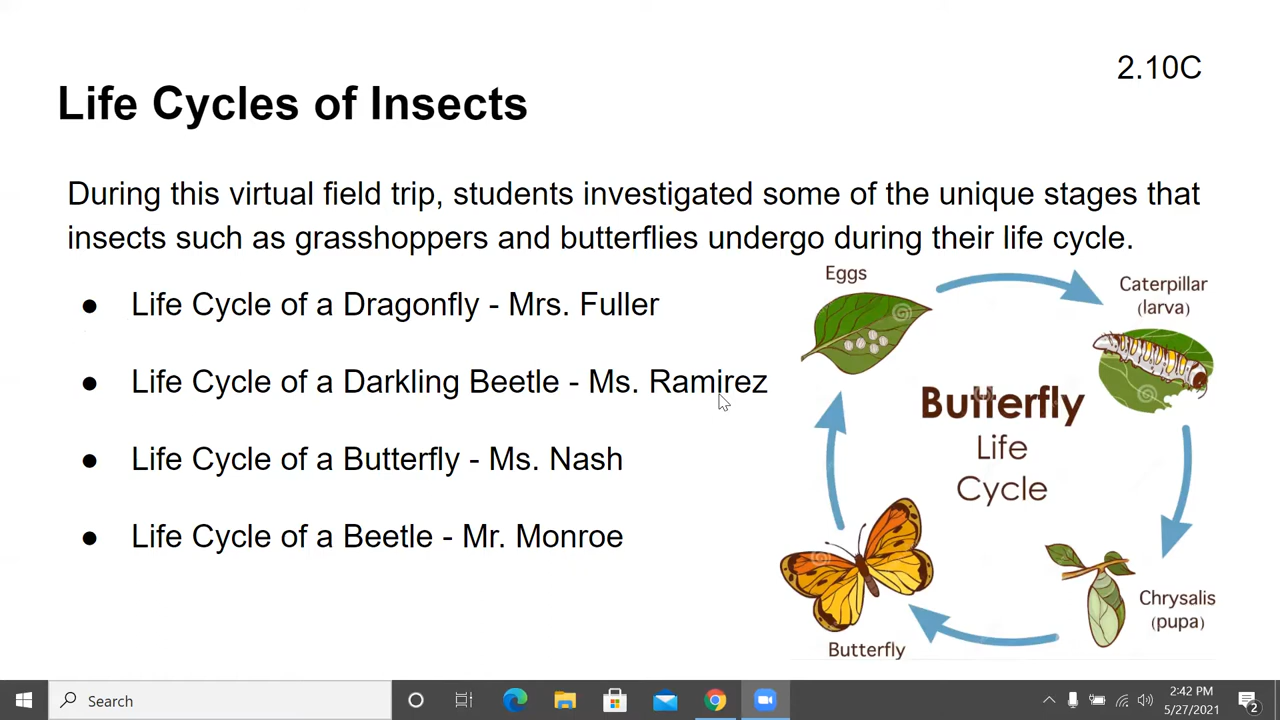 2.10C
Life Cycles of Insects
During this virtual field trip, students investigated some of the unique stages that
insects such as grasshoppers and butterflies undergo during their life cycle.
● Life Cycle of a Dragonfly - Mrs. Fuller
● Life Cycle of a Darkling Beetle - Ms. Ramirez
● Life Cycle of a Butterfly - Ms. Nash
● Life Cycle of a Beetle - Mr. Monroe
Eggs
Caterpillar
(larva)
Butterfly
Life
Cycle
Chrysalis
(pupa)
Butterfly
Search
2:42 PM
5/27/2021
2